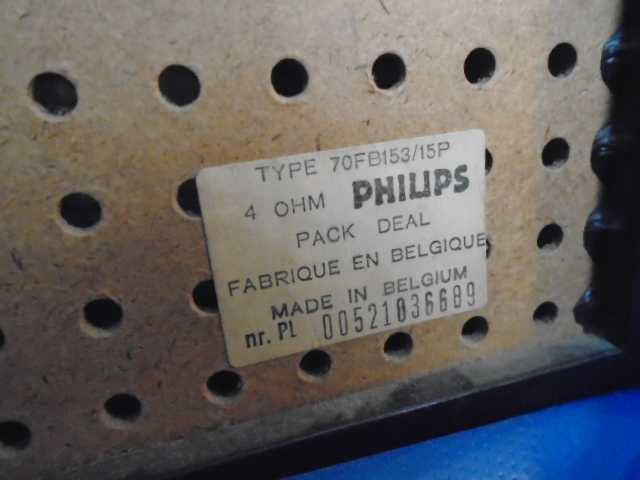 TYPE 70FB153/15P
4 OHM PHILIPS
PACK DEAL
FABRIQUE EN BELGIQUE
MADE IN BELGIUM
nr. PL 00521036689